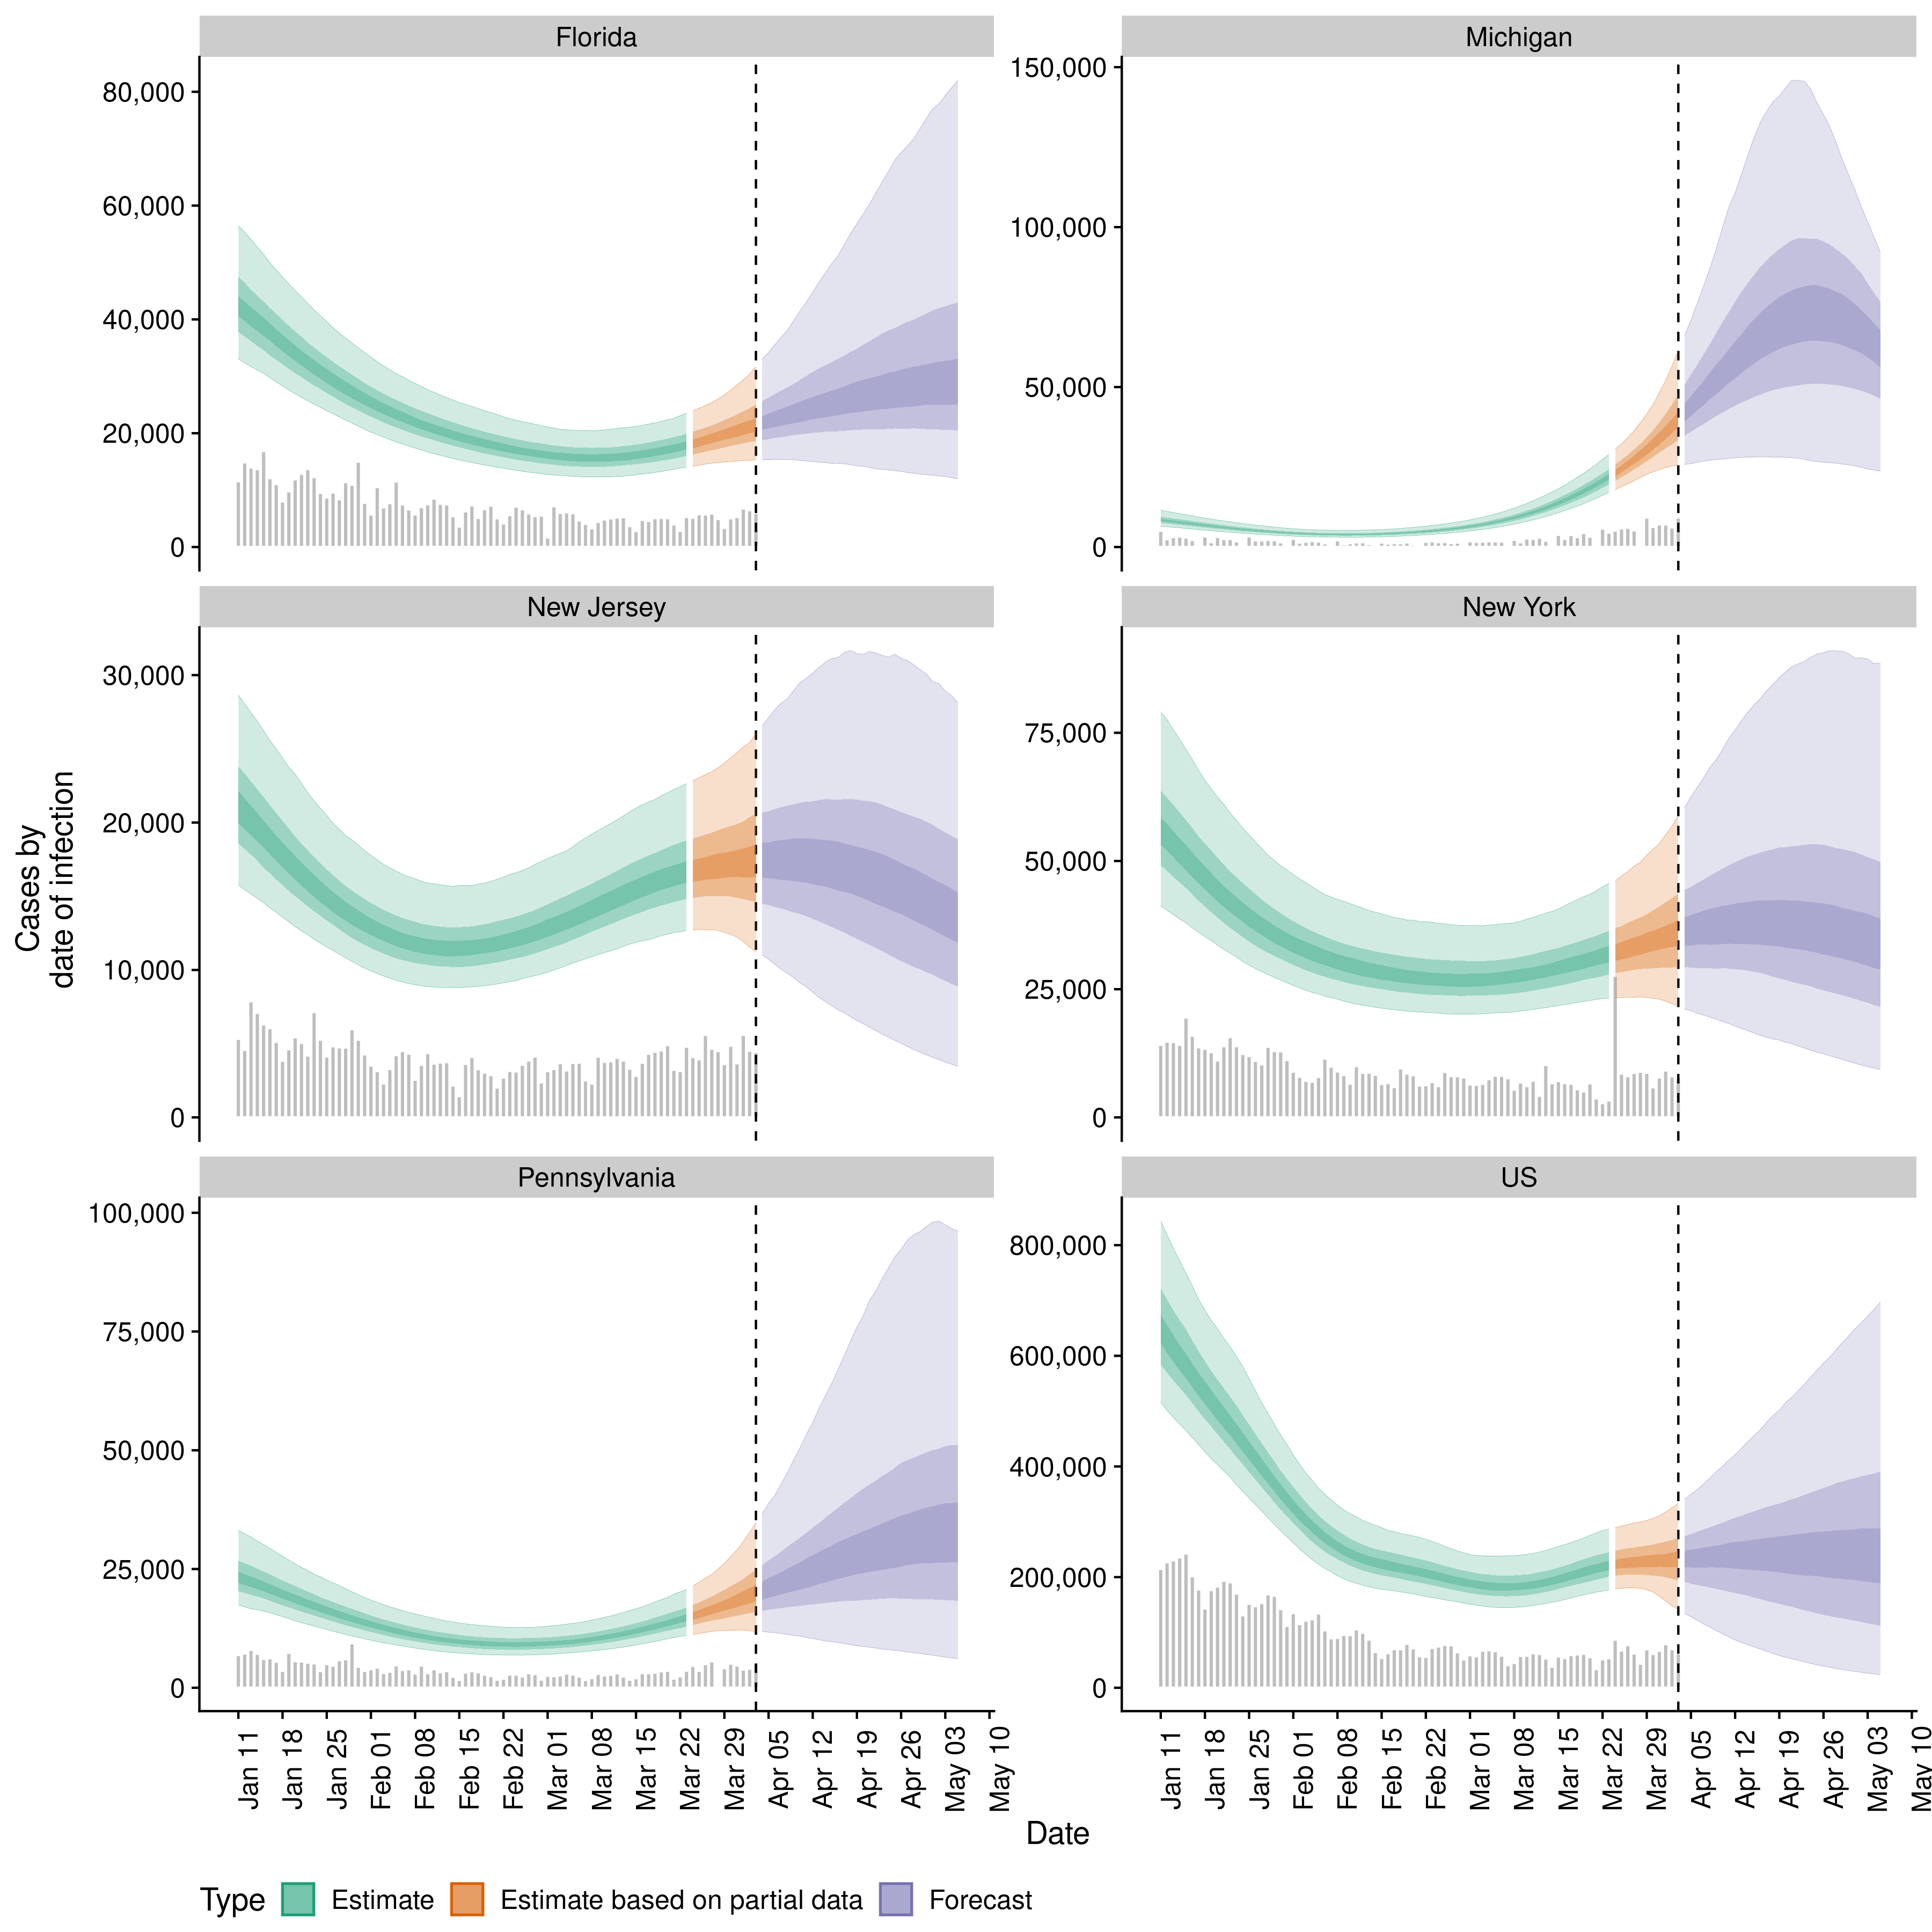 Florida
Michigan
80,000
60,000
40,000
20,000
0
150,000
100,000
50,000
0
New Jersey
New York
30,000
20,000
10,000
0
75,000
50,000
25,000
0
Pennsylvania
US
100,000
75,000
50,000
25,000
0
800,000
600,000
400,000
200,000
0
Cases by
date of infection
Jan 11
Jan 18
Jan 25
Feb 01
Feb 08
Feb 15
Feb 22
Mar 01
Mar 08
Mar 15
Mar 22
Mar 29
Apr 05
Apr 12
Apr 19
Apr 26
May 03
May 10
Jan 11
Jan 18
Jan 25
Feb 01
Feb 08
Feb 15
Feb 22
Mar 01
Mar 08
Mar 15
Mar 22
Mar 29
Apr 05
Apr 12
Apr 19
Apr 26
May 03
May 10
Date
Type Estimate Estimate based on partial data Forecast